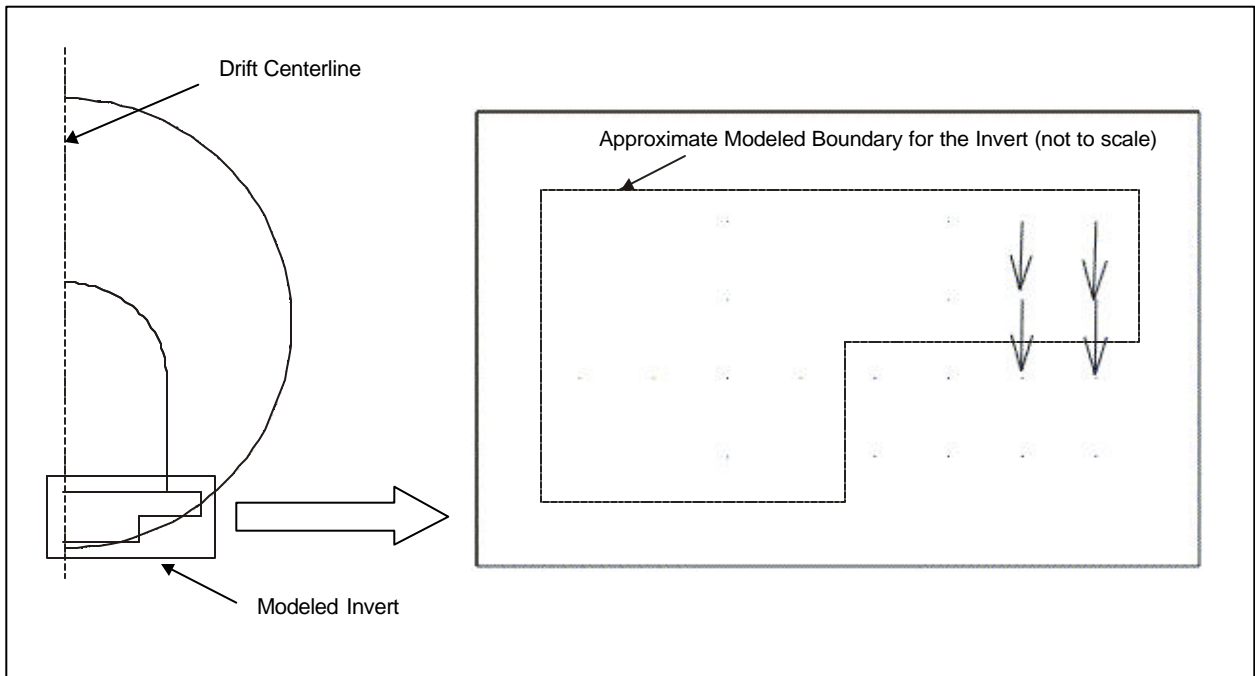 Drift Centerline
Approximate Modeled Boundary for the Invert (not to scale)
Modeled Invert